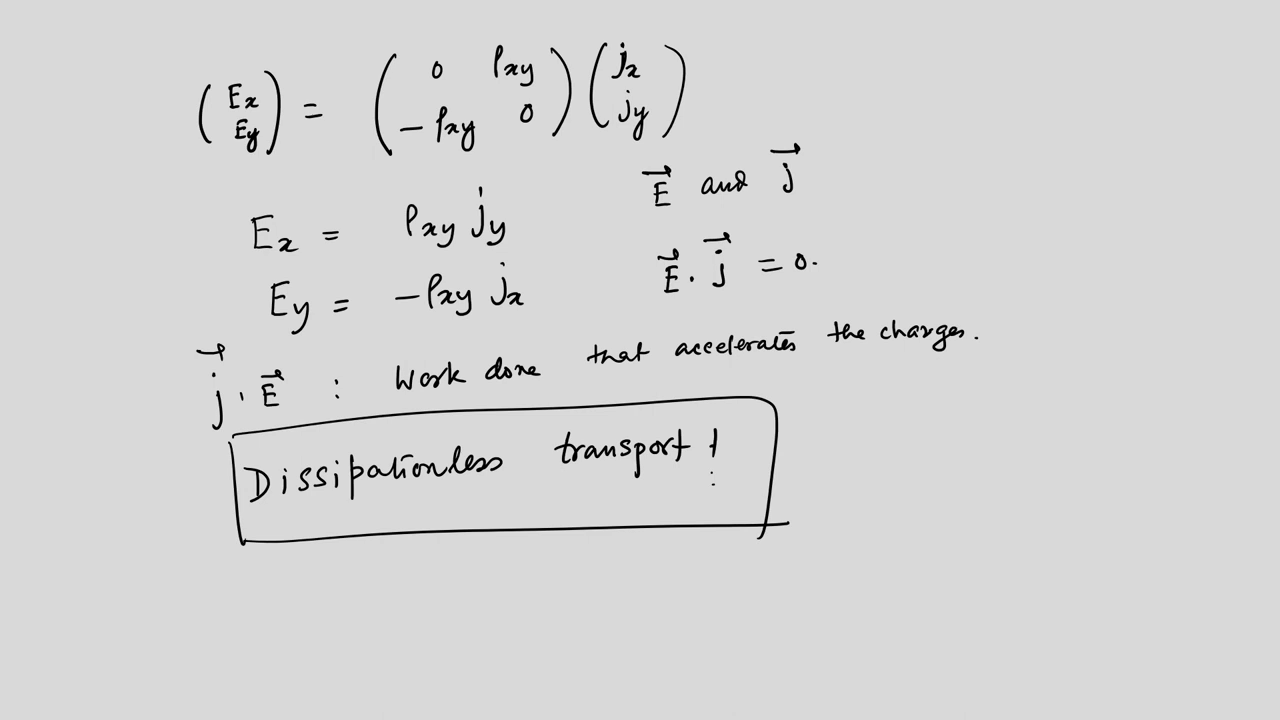 (Ex Ey) = (0 ρxy -ρxy 0) (jx jy)
E⃗ and j⃗
Ex = ρxy jy
E⃗ . j⃗ = 0.
Ey = -ρxy jx
j⃗ . E⃗ : Work done that accelerates the charges.
Dissipationless transport !